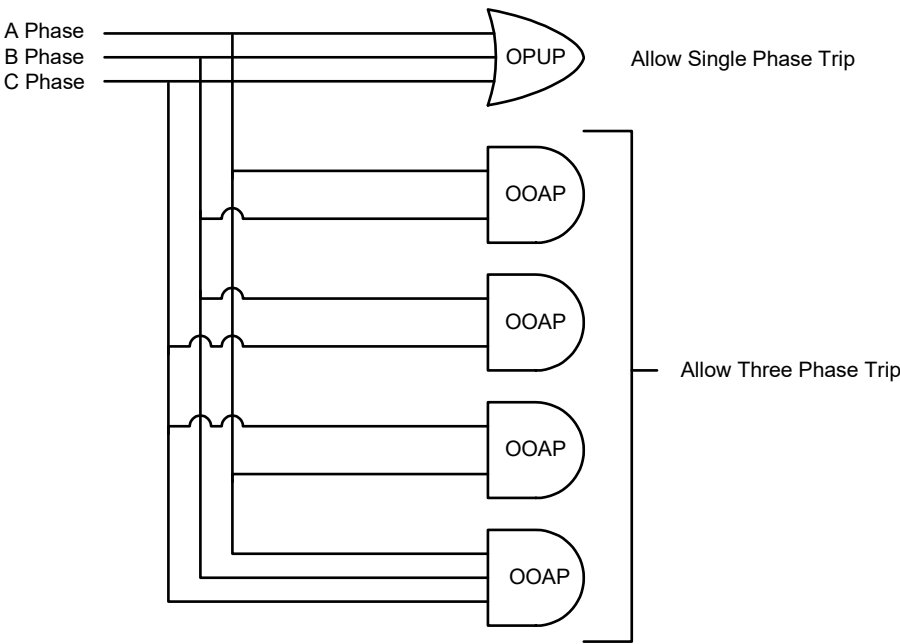 A Phase
B Phase
C Phase
OPUP
Allow Single Phase Trip
OOAP
OOAP
Allow Three Phase Trip
OOAP
OOAP